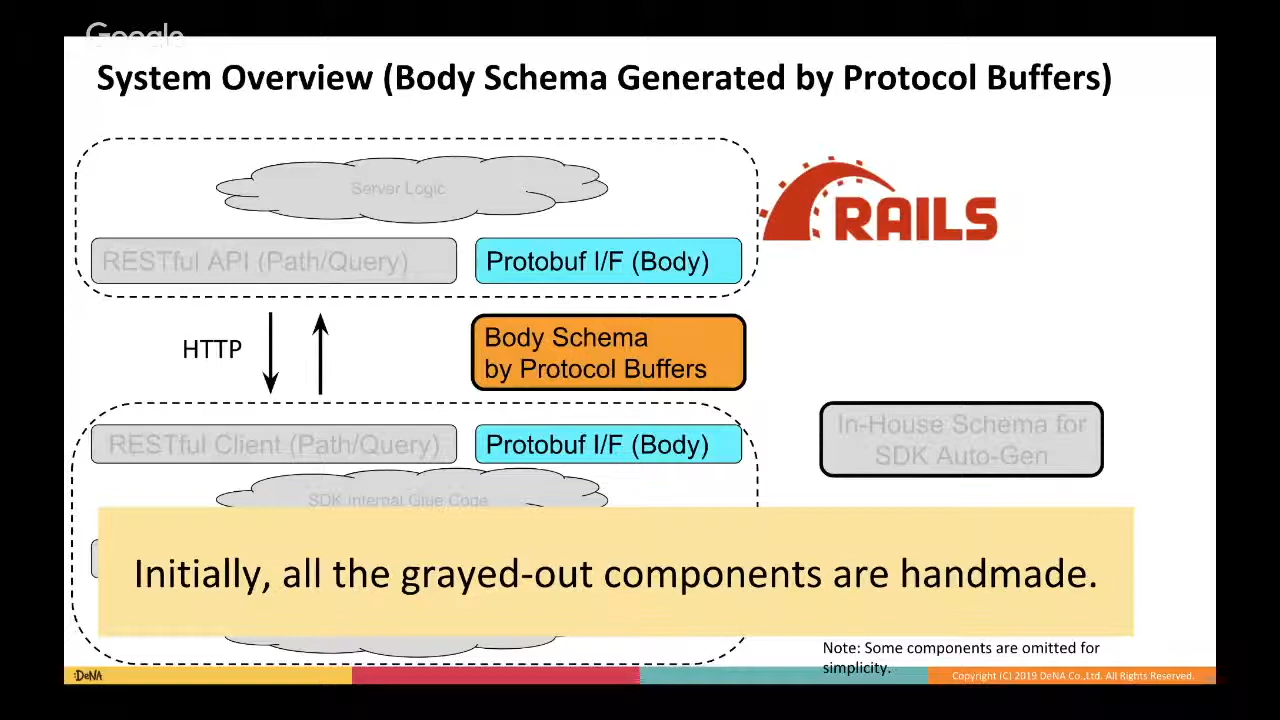 Google
System Overview (Body Schema Generated by Protocol Buffers)
Server Logic
RAILS
RESTful API (Path/Query)
Protobuf I/F (Body)
HTTP
Body Schema
by Protocol Buffers
RESTful Client (Path/Query)
Protobuf I/F (Body)
In-House Schema for
SDK Auto-Gen
SDK Internal Glue Code
Initially, all the grayed-out components are handmade.
Note: Some components are omitted for
simplicity.
:DeNA
Copyright (C) 2019 DeNA Co.,Ltd. All Rights Reserved.